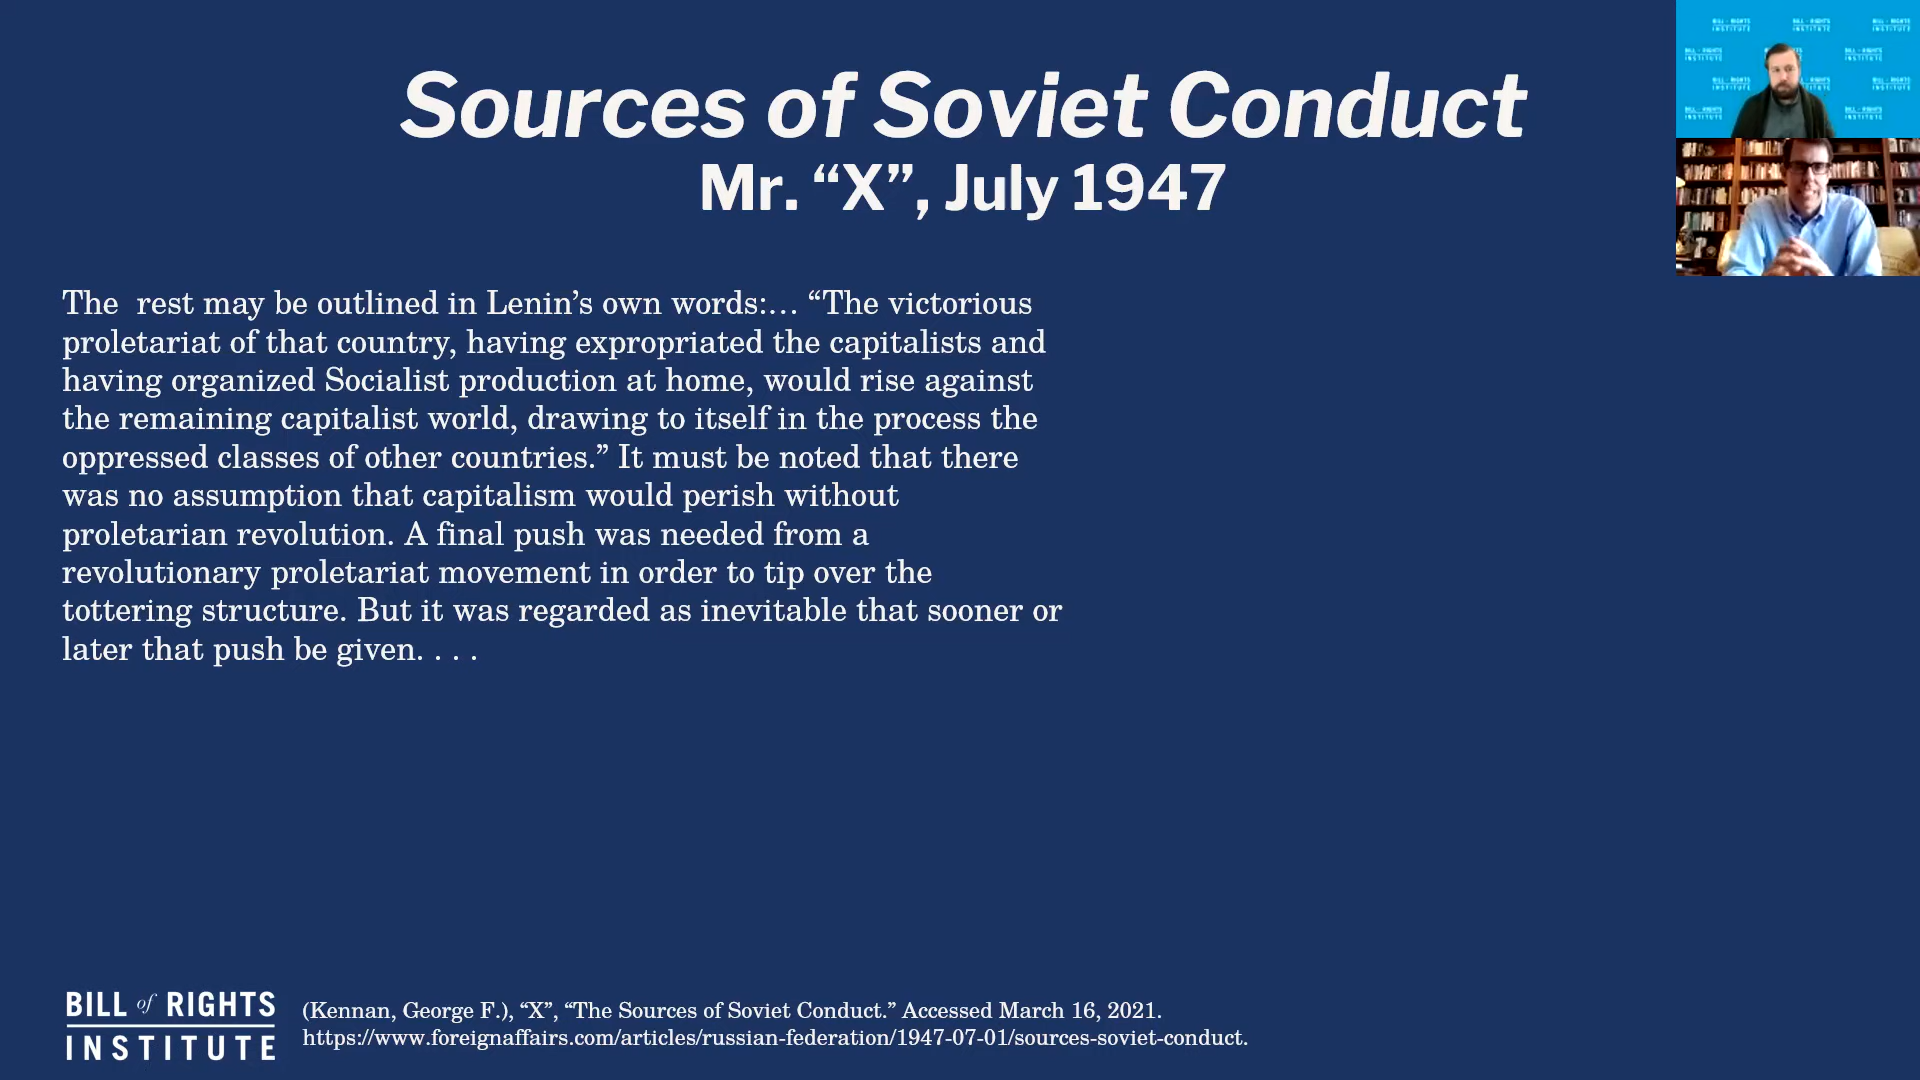 Sources of Soviet Conduct
Mr. “X”, July 1947
The  rest may be outlined in Lenin’s own words:… “The victorious
proletariat of that country, having expropriated the capitalists and
having organized Socialist production at home, would rise against
the remaining capitalist world, drawing to itself in the process the
oppressed classes of other countries.” It must be noted that there
was no assumption that capitalism would perish without
proletarian revolution. A final push was needed from a
revolutionary proletariat movement in order to tip over the
tottering structure. But it was regarded as inevitable that sooner or
later that push be given. . . .
BILL of RIGHTS
INSTITUTE
(Kennan, George F.), “X”, “The Sources of Soviet Conduct.” Accessed March 16, 2021.
https://www.foreignaffairs.com/articles/russian-federation/1947-07-01/sources-soviet-conduct.
BILL of RIGHTS
INSTITUTE